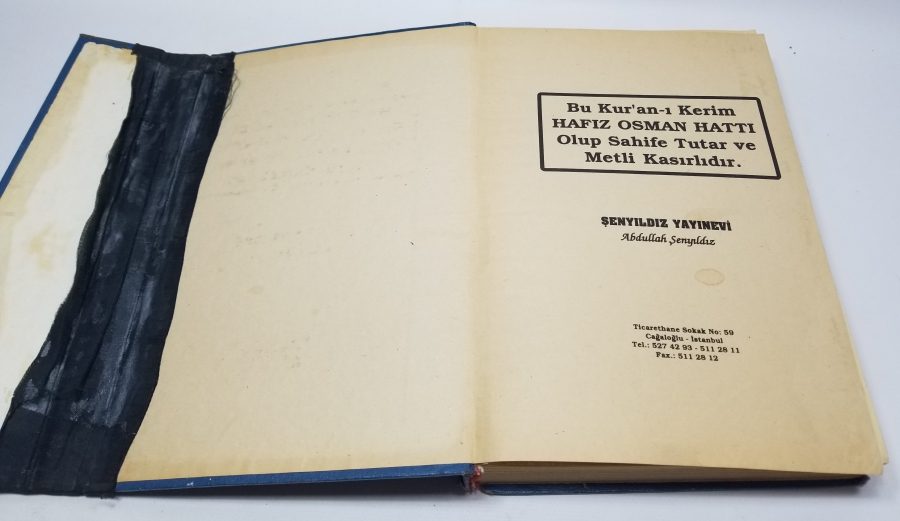 Bu Kur'an-ı Kerim
HAFIZ OSMAN HATTI
Olup Sahife Tutar ve
Metli Kasırlıdır.
ŞENYILDIZ YAYINEVİ
Abdullah Şenyıldız
Ticarethane Sokak No: 59
Cağaloğlu - İstanbul
Tel.: 527 42 93 - 511 28 11
Fax.: 511 28 12